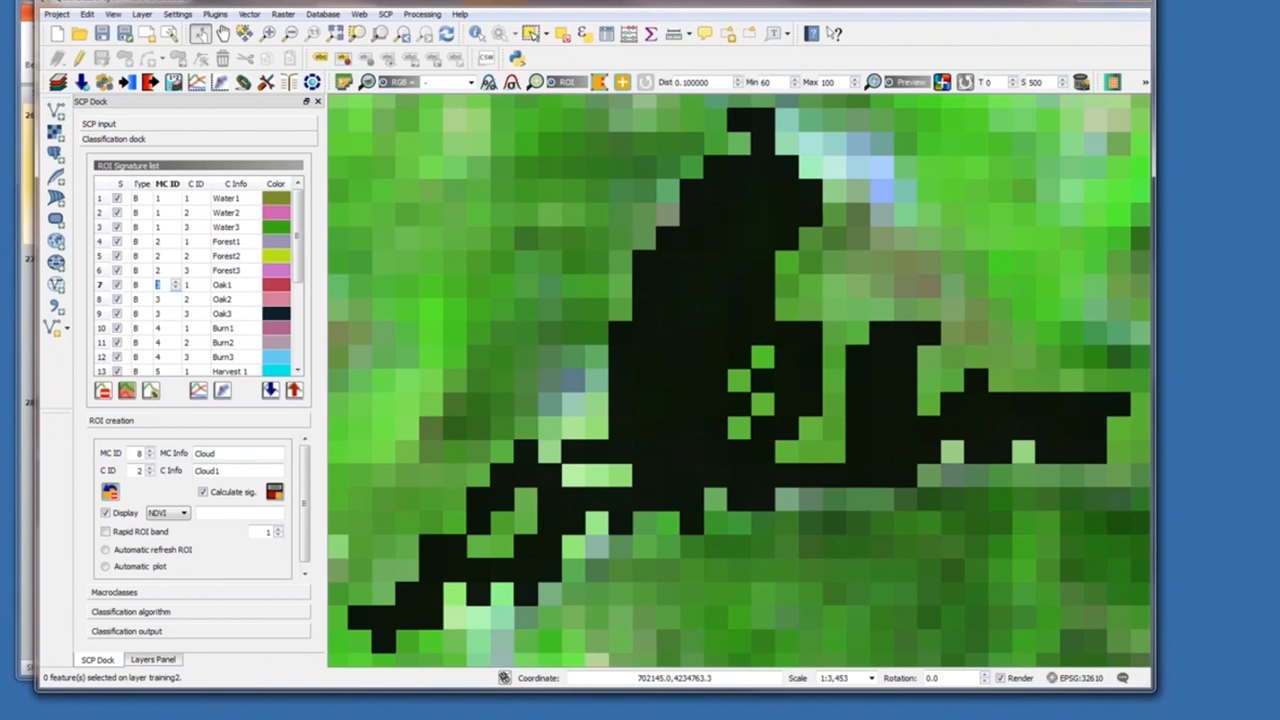 Project Edit View Layer Settings Plugins Vector Raster Database Web SCP Processing Help
RGB = - ROI Dist 0.100000 Min 60 Max 100 Preview T 0 S 500
SCP Dock
SCP input
Classification dock
ROI Signature list
S Type MC ID C ID C Info Color
1 B 1 1 Water1
2 B 1 2 Water2
3 B 1 3 Water3
4 B 2 1 Forest1
5 B 2 2 Forest2
6 B 2 3 Forest3
7 B 3 1 Oak1
8 B 3 2 Oak2
9 B 3 3 Oak3
10 B 4 1 Burn1
11 B 4 2 Burn2
12 B 4 3 Burn3
13 B 5 1 Harvest 1
ROI creation
MC ID 8 MC Info Cloud
C ID 2 C Info Cloud1
Calculate sig.
Display NDVI
Rapid ROI band 1
Automatic refresh ROI
Automatic plot
Macroclasses
Classification algorithm
Classification output
SCP Dock Layers Panel
0 feature(s) selected on layer training2. Coordinate: 702145.0,4234763.3 Scale 1:3,453 Rotation: 0.0 Render EPSG:32610